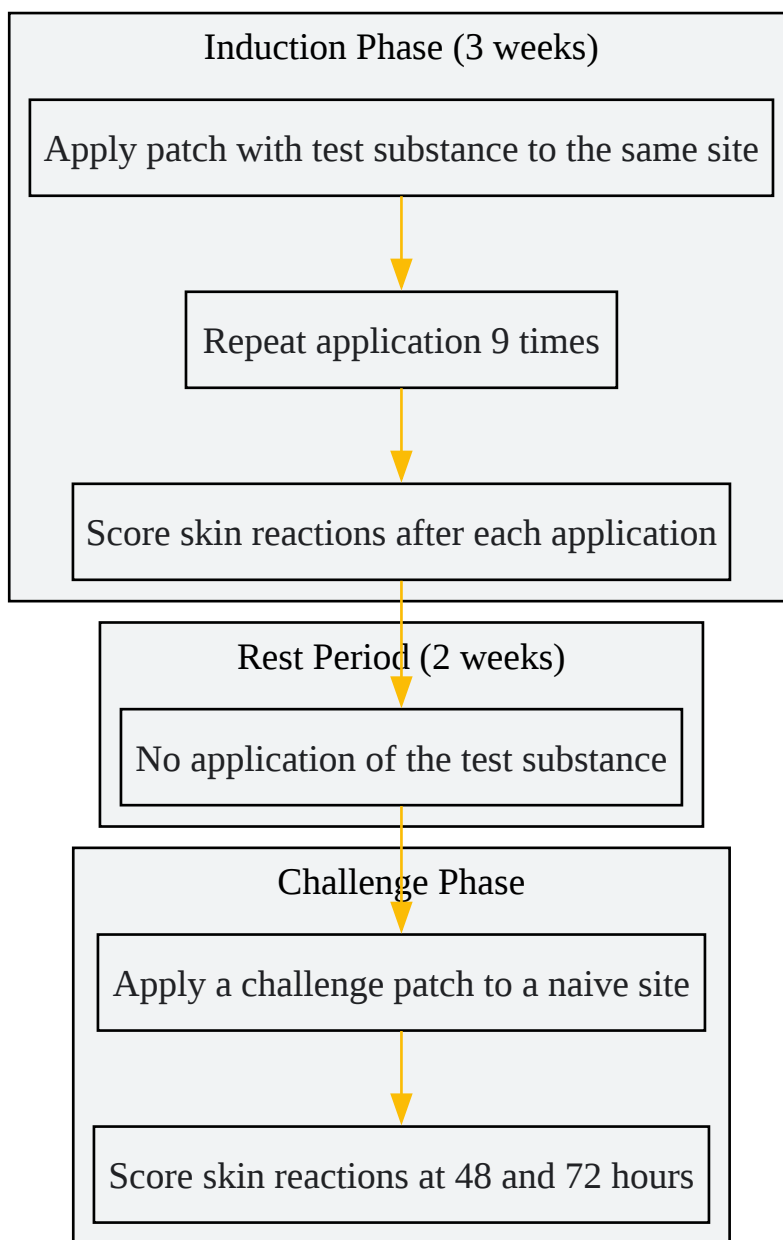 Induction Phase (3 weeks)
Apply patch with test substance to the same site
Repeat application 9 times
Score skin reactions after each application
Rest Period (2 weeks)
No application of the test substance
Challenge Phase
Apply a challenge patch to a naive site
Score skin reactions at 48 and 72 hours